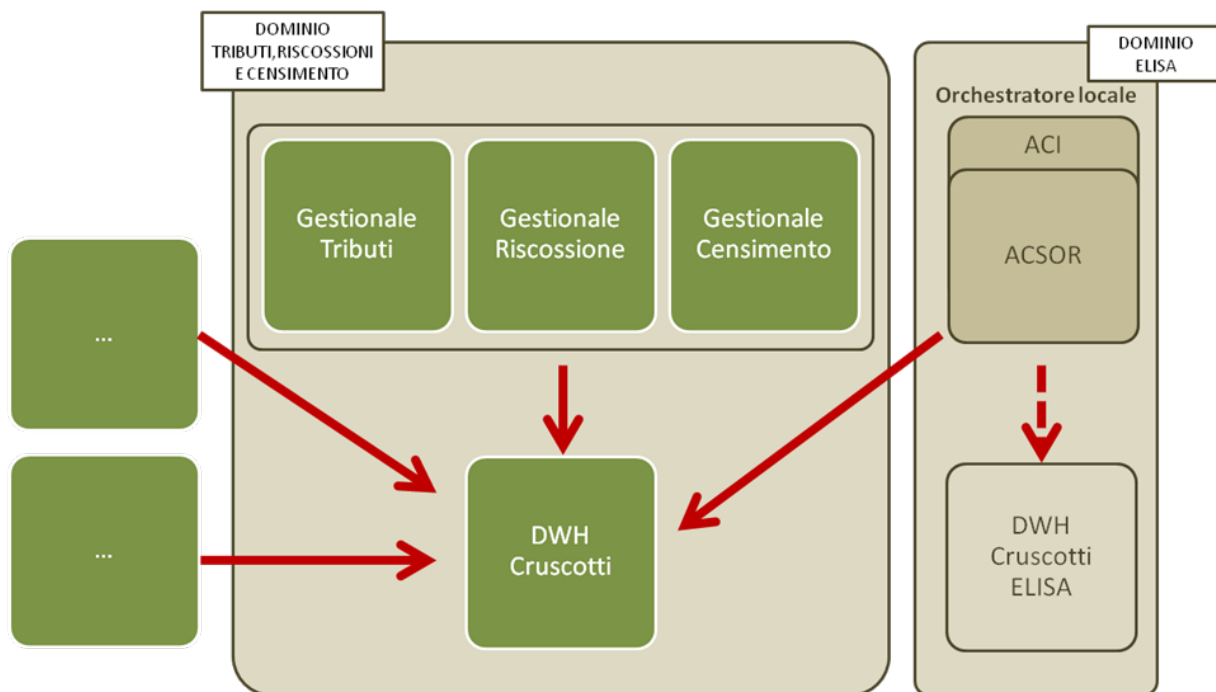 DOMINIO
TRIBUTI, RISCOSSIONI
E CENSIMENTO
DOMINIO
ELISA
Orchestratore locale
ACI
ACSOR
Gestionale
Tributi
Gestionale
Riscossione
Gestionale
Censimento
...
...
DWH
Cruscotti
DWH
Cruscotti
ELISA